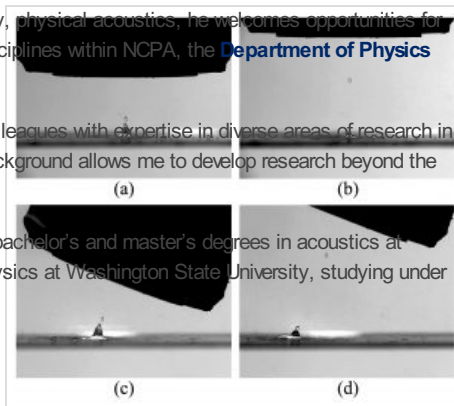 y, physical acoustics, he welcomes opportunities for
ciplines within NCPA, the Department of Physics
(a)
(b)
lleagues with expertise in diverse areas of research in
ckground allows me to develop research beyond the
bachelor's and master's degrees in acoustics at
ysics at Washington State University, studying under
(c)
(d)